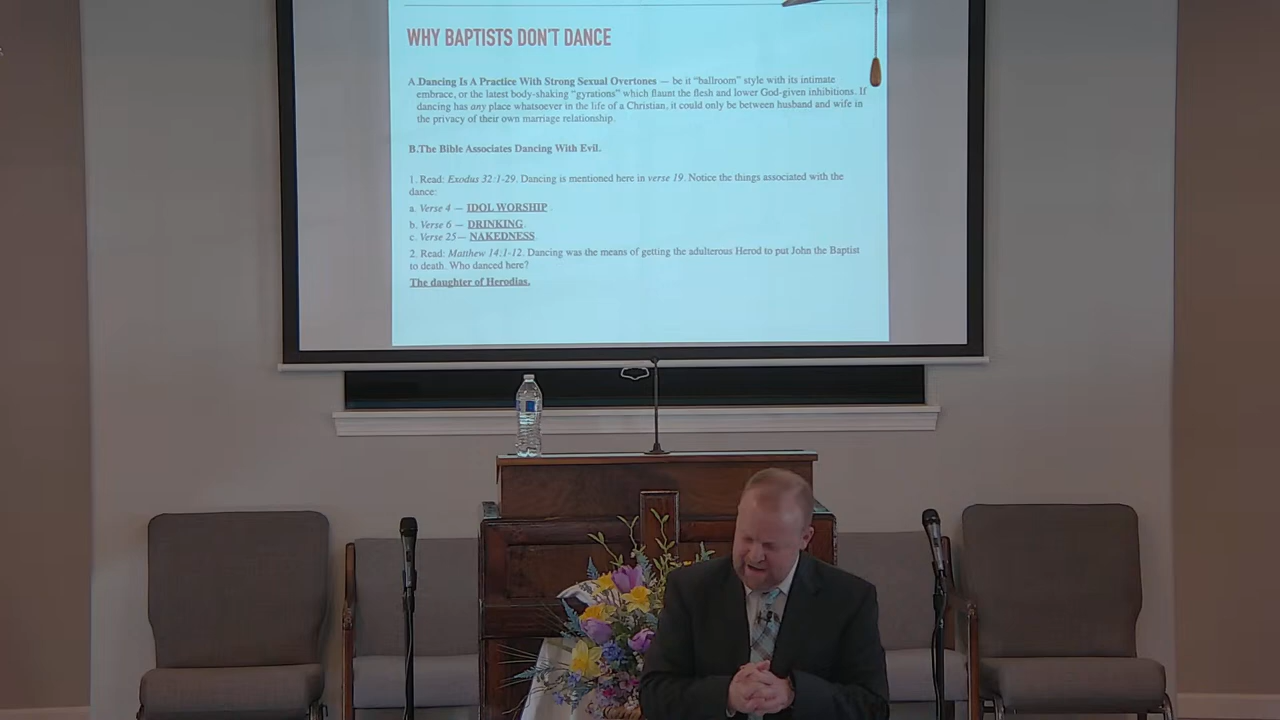 WHY BAPTISTS DON'T DANCE
A.Dancing Is A Practice With Strong Sexual Overtones — be it "ballroom" style with its intimate
embrace, or the latest body-shaking "gyrations" which flaunt the flesh and lower God-given inhibitions. If
dancing has any place whatsoever in the life of a Christian, it could only be between husband and wife in
the privacy of their own marriage relationship.
B.The Bible Associates Dancing With Evil.
1. Read: Exodus 32:1-29. Dancing is mentioned here in verse 19. Notice the things associated with the
dance:
a. Verse 4 — IDOL WORSHIP.
b. Verse 6 — DRINKING.
c. Verse 25— NAKEDNESS.
2. Read: Matthew 14:1-12. Dancing was the means of getting the adulterous Herod to put John the Baptist
to death. Who danced here?
The daughter of Herodias.